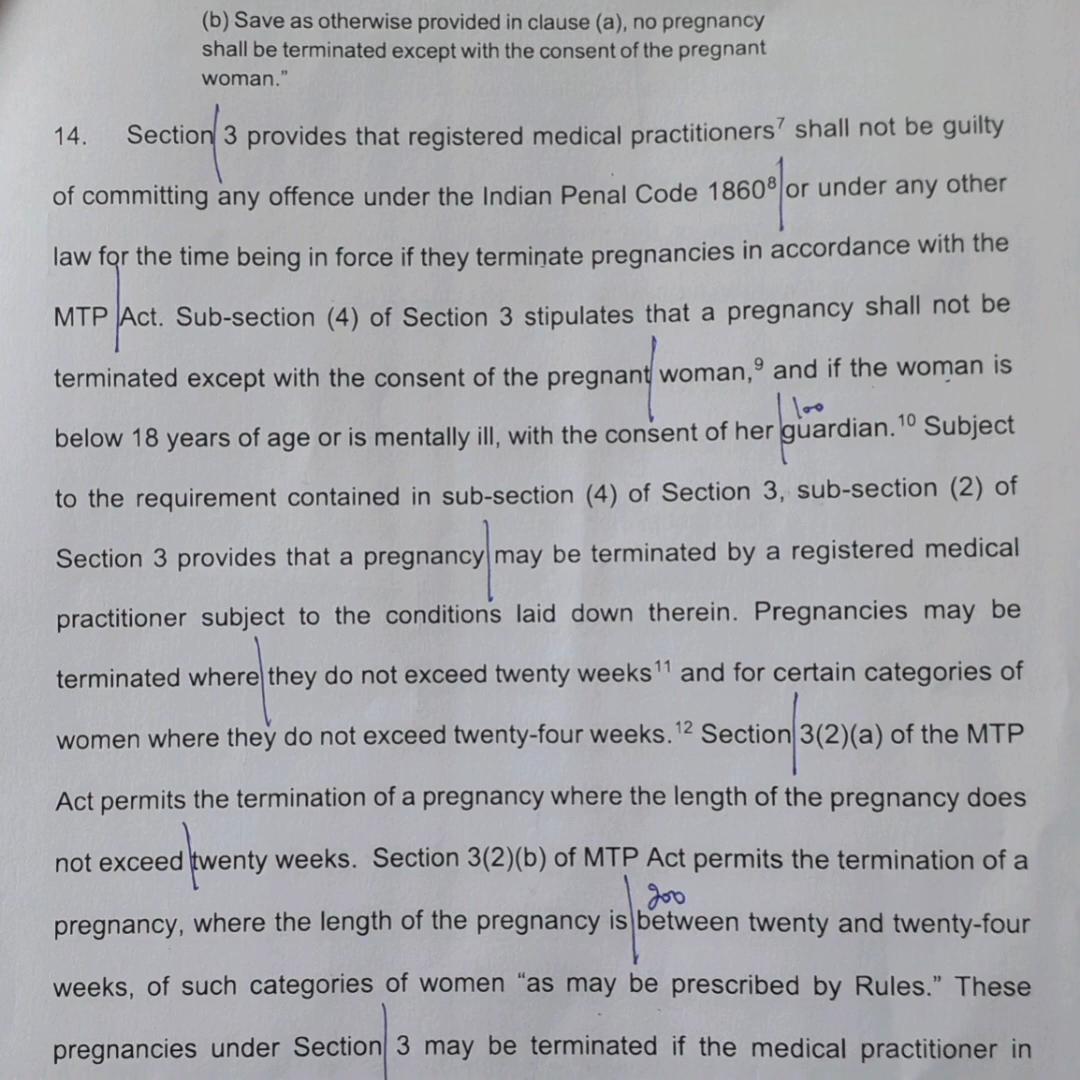 (b) Save as otherwise provided in clause (a), no pregnancy
shall be terminated except with the consent of the pregnant
woman.”
14. Section 3 provides that registered medical practitioners⁷ shall not be guilty
of committing any offence under the Indian Penal Code 1860⁸ or under any other
law for the time being in force if they terminate pregnancies in accordance with the
MTP Act. Sub-section (4) of Section 3 stipulates that a pregnancy shall not be
terminated except with the consent of the pregnant woman,⁹ and if the woman is
100
below 18 years of age or is mentally ill, with the consent of her guardian.¹⁰ Subject
to the requirement contained in sub-section (4) of Section 3, sub-section (2) of
Section 3 provides that a pregnancy may be terminated by a registered medical
practitioner subject to the conditions laid down therein. Pregnancies may be
terminated where they do not exceed twenty weeks¹¹ and for certain categories of
women where they do not exceed twenty-four weeks.¹² Section 3(2)(a) of the MTP
Act permits the termination of a pregnancy where the length of the pregnancy does
not exceed twenty weeks. Section 3(2)(b) of MTP Act permits the termination of a
200
pregnancy, where the length of the pregnancy is between twenty and twenty-four
weeks, of such categories of women “as may be prescribed by Rules.” These
pregnancies under Section 3 may be terminated if the medical practitioner in